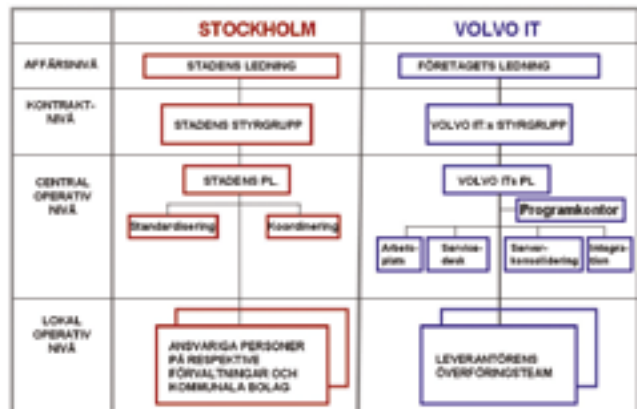 STOCKHOLM
VOLVO IT
AFFÄRSNIVÅ
STADENS LEDNING
FÖRETAGETS LEDNING
KONTRAKT-
NIVÅ
STADENS STYRGRUPP
VOLVO IT:s STYRGRUPP
CENTRAL
OPERATIV
NIVÅ
STADENS PL.
VOLVO ITs PL
Programkontor
Standardisering
Koordinering
Arbets-
plats
Service-
desk
Server-
konsolidering
Integra-
tion
LOKAL
OPERATIV
NIVÅ
ANSVARIGA PERSONER
PÅ RESPEKTIVE
FÖRVALTNINGAR OCH
KOMMUNALA BOLAG
LEVERANTÖRENS
ÖVERFÖRINGSTEAM